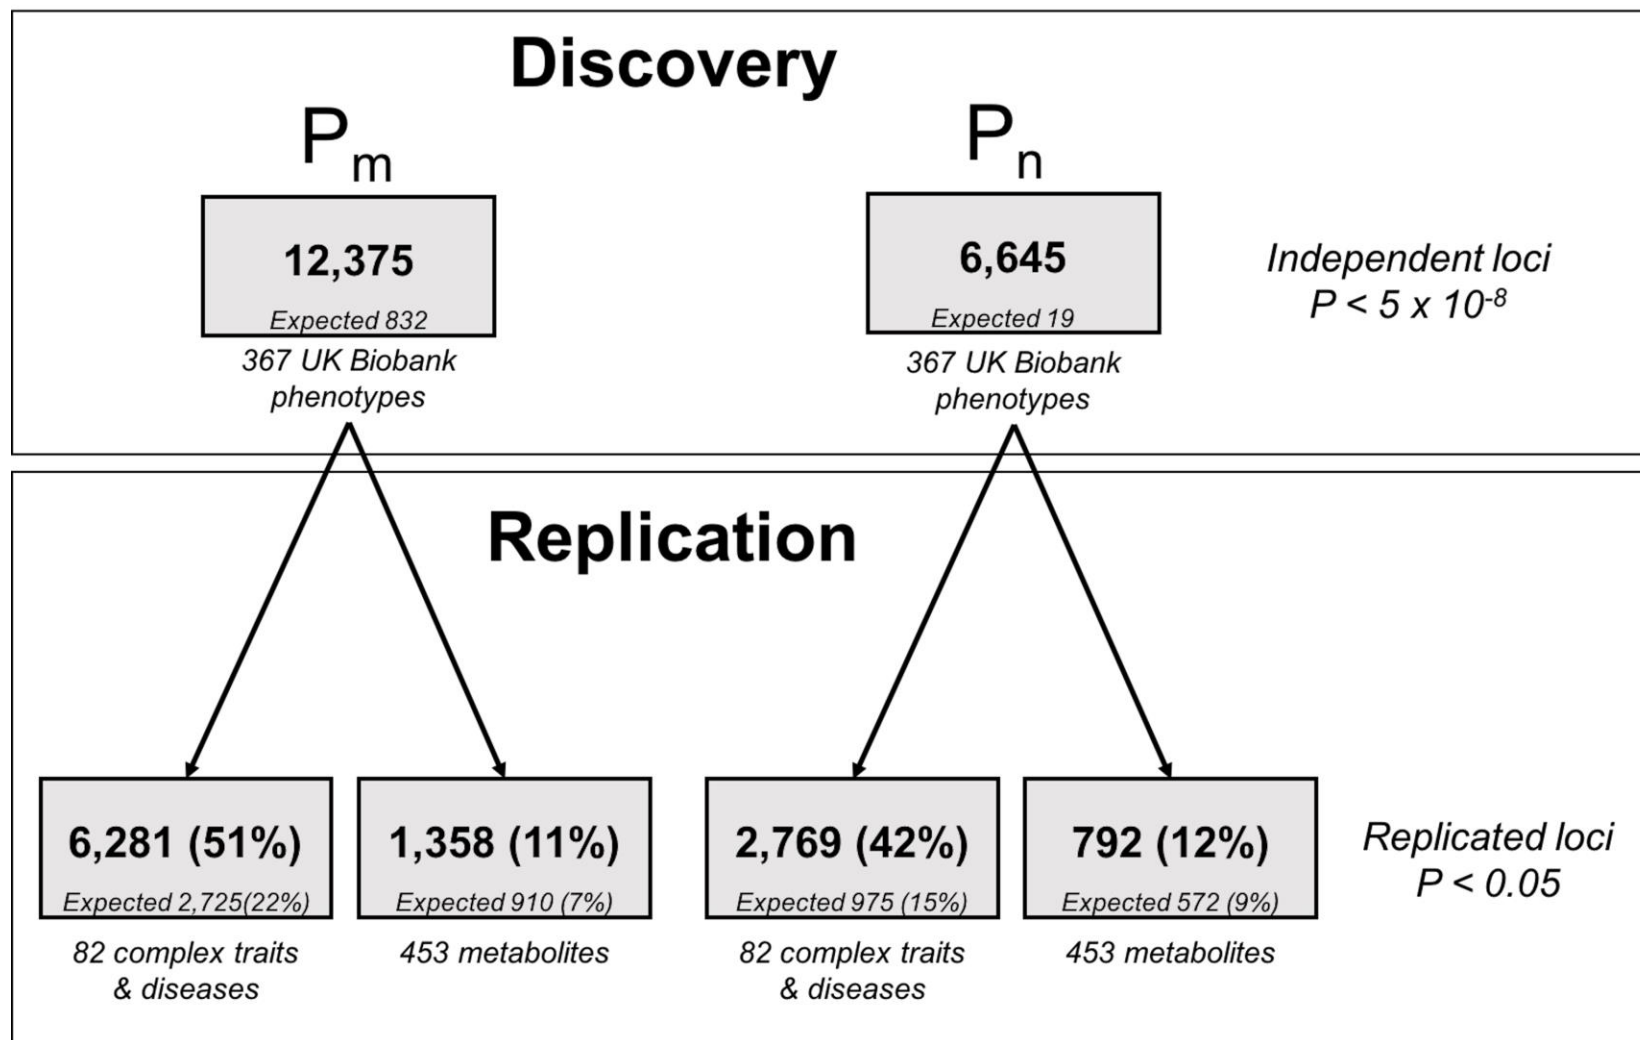 Discovery
Pm
Pn
12,375
Expected 832
367 UK Biobank
phenotypes
6,645
Expected 19
367 UK Biobank
phenotypes
Independent loci
P < 5 x 10-8
Replication
6,281 (51%)
Expected 2,725(22%)
82 complex traits
& diseases
1,358 (11%)
Expected 910 (7%)
453 metabolites
2,769 (42%)
Expected 975 (15%)
82 complex traits
& diseases
792 (12%)
Expected 572 (9%)
453 metabolites
Replicated loci
P < 0.05